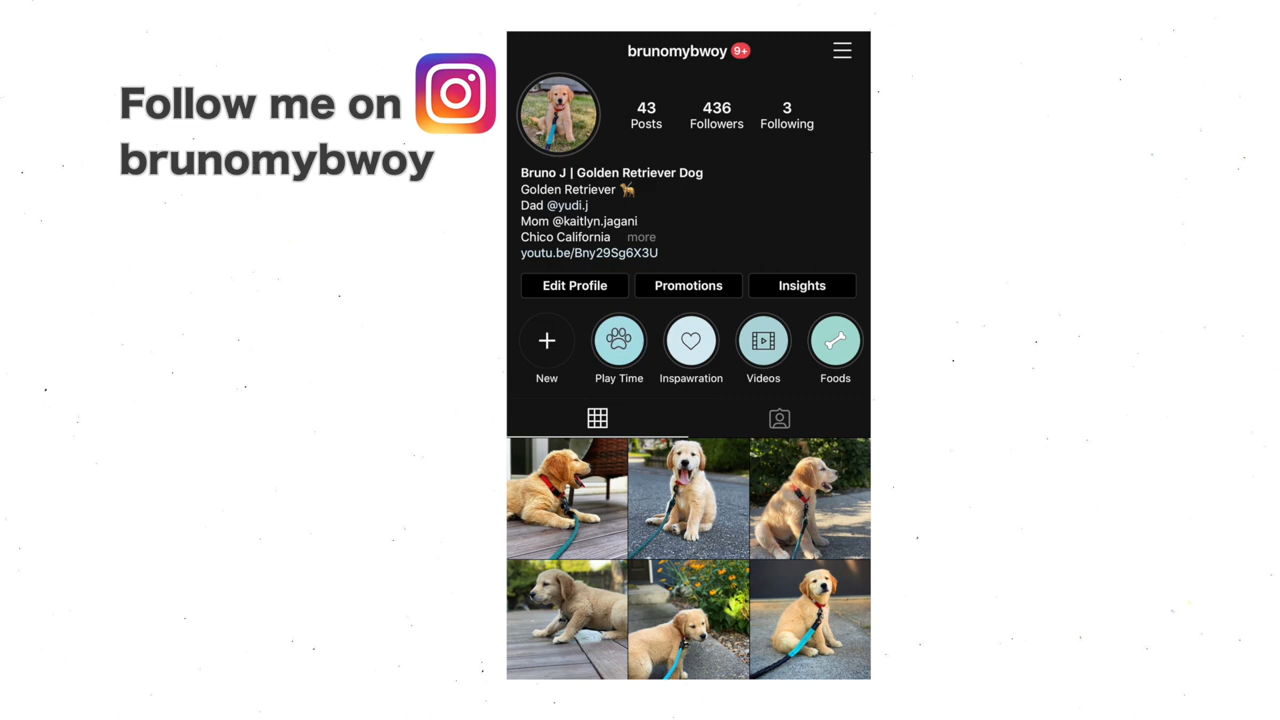 Follow me on
brunomybwoy
brunomybwoy 9+
43 436 3
Posts Followers Following
Bruno J | Golden Retriever Dog
Golden Retriever 🦮
Dad @yudi.j
Mom @kaitlyn.jagani
Chico California more
youtu.be/Bny29Sg6X3U
Edit Profile Promotions Insights
New Play Time Inspawration Videos Foods